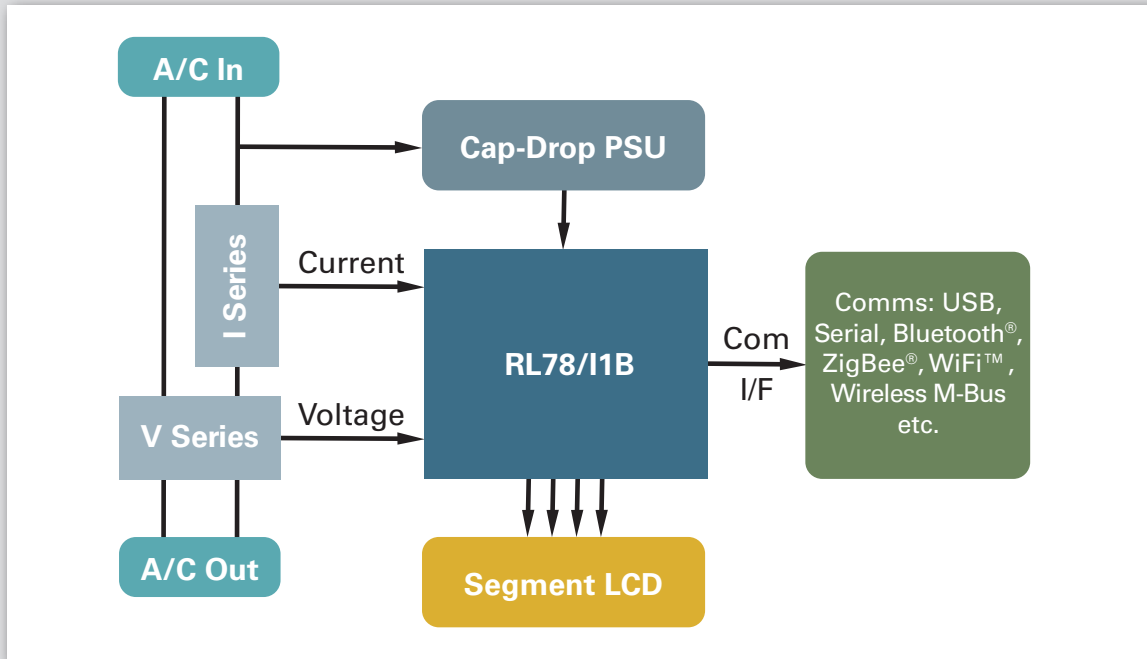 A/C In
Cap-Drop PSU
I Series
Current
RL78/I1B
Com
I/F
Comms: USB,
Serial, Bluetooth®,
ZigBee®, WiFi™ ,
Wireless M-Bus
etc.
V Series
Voltage
A/C Out
Segment LCD